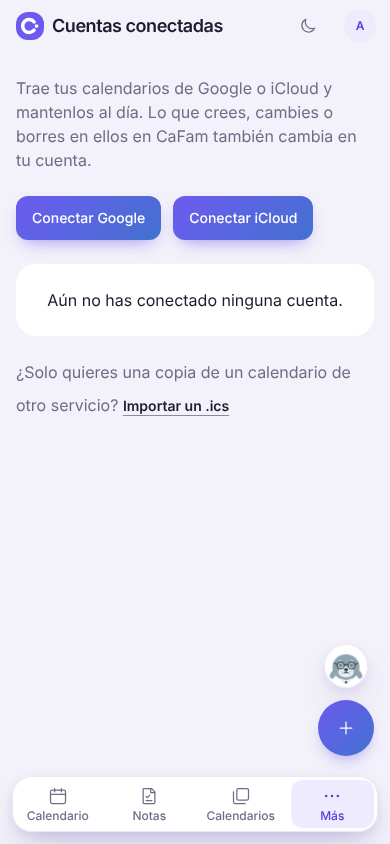 Cuentas conectadas
A
Trae tus calendarios de Google o iCloud y
mantenlos al día. Lo que crees, cambies o
borres en ellos en CaFam también cambia en
tu cuenta.
Conectar Google
Conectar iCloud
Aún no has conectado ninguna cuenta.
¿Solo quieres una copia de un calendario de
otro servicio? Importar un .ics
Calendario
Notas
Calendarios
Más